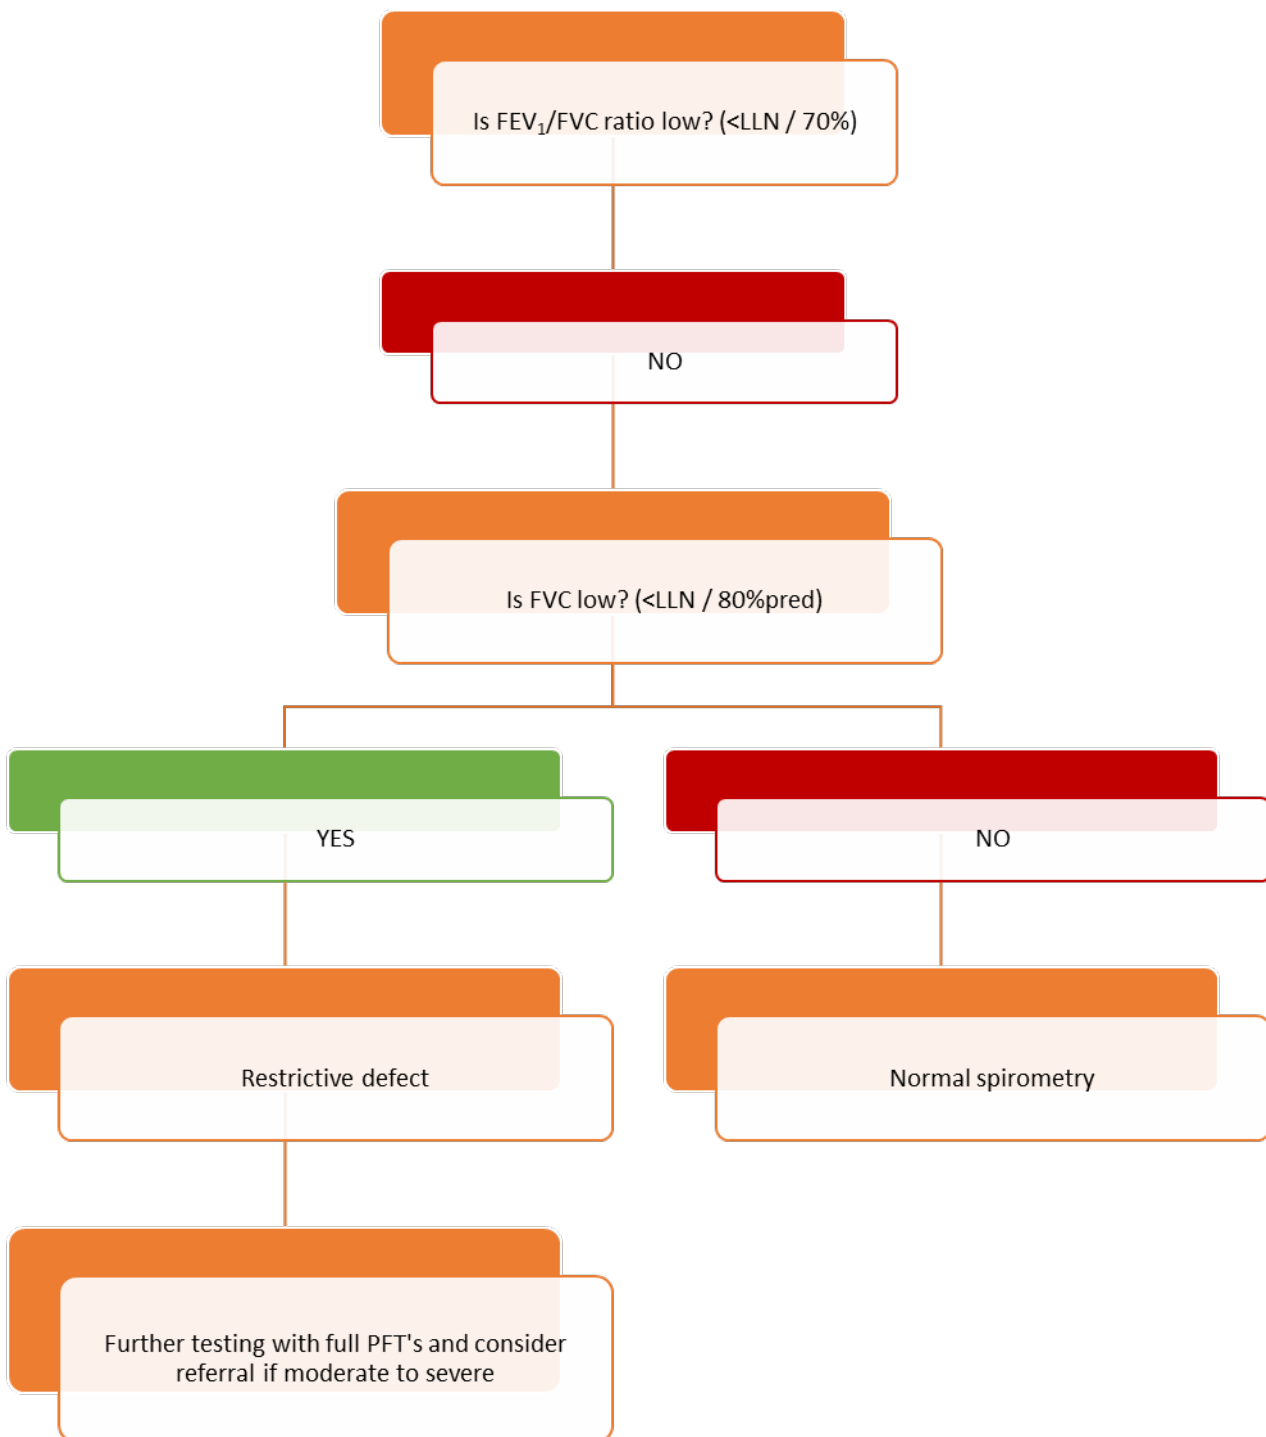 Is FEV₁/FVC ratio low? (<LLN / 70%)
NO
Is FVC low? (<LLN / 80%pred)
YES
NO
Restrictive defect
Normal spirometry
Further testing with full PFT's and consider
referral if moderate to severe